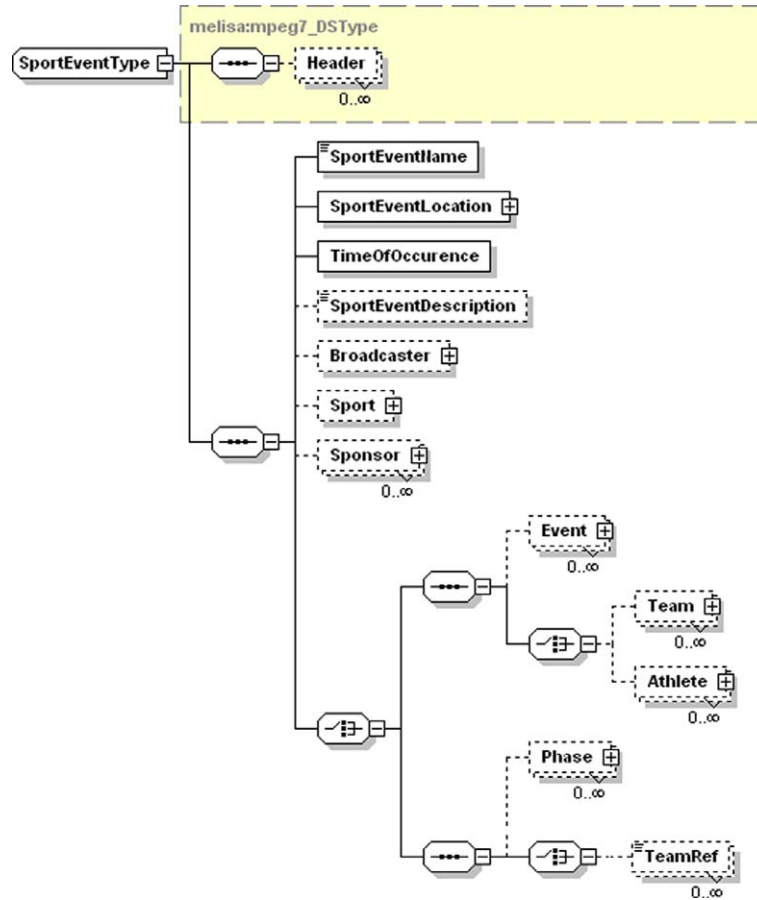 melisa:mpeg7_DSType
SportEventType
Header
0..∞
SportEventName
SportEventLocation
TimeOfOccurence
SportEventDescription
Broadcaster
Sport
Sponsor
0..∞
Event
0..∞
Team
0..∞
Athlete
0..∞
Phase
0..∞
TeamRef
0..∞